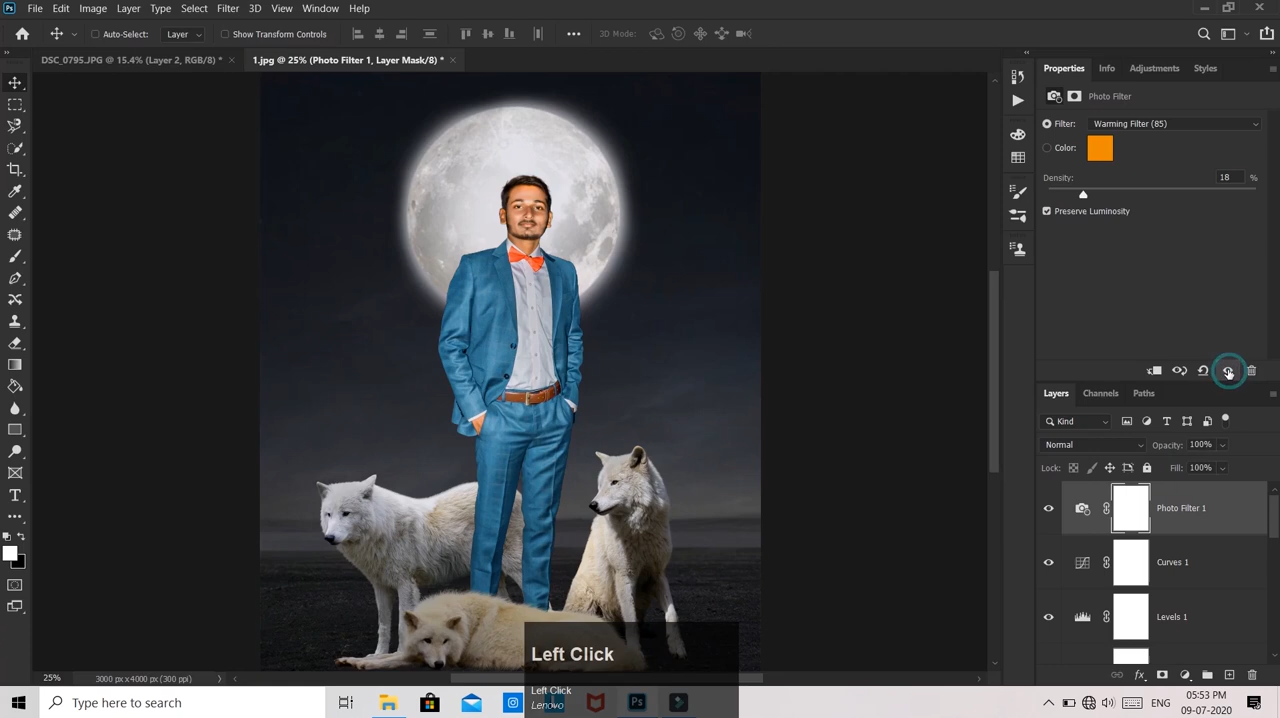 Ps File Edit Image Layer Type Select Filter 3D View Window Help
Auto-Select: Layer Show Transform Controls 3D Mode:
DSC_0795.JPG @ 15.4% (Layer 2, RGB/8) * × 1.jpg @ 25% (Photo Filter 1, Layer Mask/8) * ×
Properties Info Adjustments Styles
Photo Filter
Filter: Warming Filter (85)
Color:
Density: 18 %
Preserve Luminosity
Layers Channels Paths
Kind
Normal Opacity: 100%
Lock: Fill: 100%
Photo Filter 1
Curves 1
Levels 1
Left Click
Left Click
Lenovo
25% 3000 px x 4000 px (300 ppi)
Type here to search
Ps
ENG
05:53 PM
09-07-2020